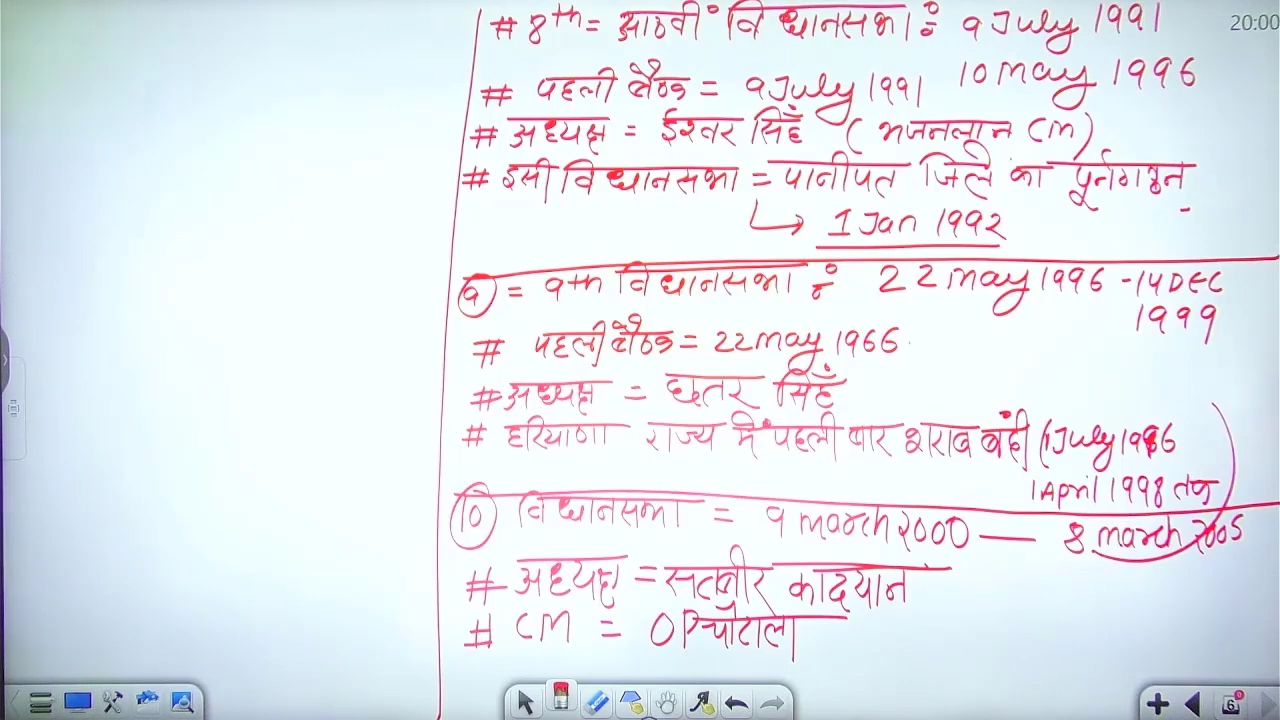 # 8th = आठवीं विधानसभा : 9 July 1991
20:00
10 May 1996
# पहली बैठक = 9 July 1991
# अध्यक्ष = ईश्वर सिंह ( भजनलाल CM)
# इसी विधानसभा = पानीपत जिले का पूर्नगठन
↳ 1 Jan 1992
9 = 9th विधानसभा : 22 May 1996 - 14 DEC
1999
# पहली बैठक = 22 may 1966
# अध्यक्ष = छतर सिंह
# हरियाणा राज्य में पहली बार शराब बंदी (1 July 1996
1 April 1998 तक)
10 विधानसभा = 9 march 2000 — 8 march 2005
# अध्यक्ष = सतबीर कादयान
# CM = OP चौटाला
6